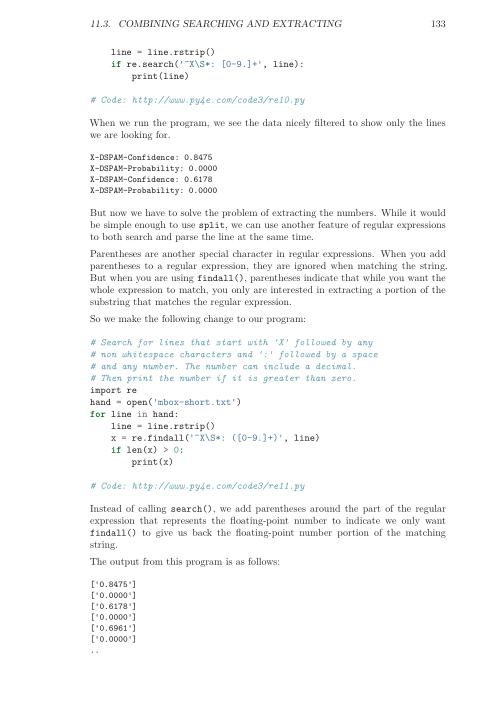 11.3. COMBINING SEARCHING AND EXTRACTING 133
line = line.rstrip()
if re.search('^X\S*: [0-9.]+', line):
print(line)
# Code: http://www.py4e.com/code3/re10.py
When we run the program, we see the data nicely filtered to show only the lines
we are looking for.
X-DSPAM-Confidence: 0.8475
X-DSPAM-Probability: 0.0000
X-DSPAM-Confidence: 0.6178
X-DSPAM-Probability: 0.0000
But now we have to solve the problem of extracting the numbers. While it would
be simple enough to use split, we can use another feature of regular expressions
to both search and parse the line at the same time.
Parentheses are another special character in regular expressions. When you add
parentheses to a regular expression, they are ignored when matching the string.
But when you are using findall(), parentheses indicate that while you want the
whole expression to match, you only are interested in extracting a portion of the
substring that matches the regular expression.
So we make the following change to our program:
# Search for lines that start with 'X' followed by any
# non whitespace characters and ':' followed by a space
# and any number. The number can include a decimal.
# Then print the number if it is greater than zero.
import re
hand = open('mbox-short.txt')
for line in hand:
line = line.rstrip()
x = re.findall('^X\S*: ([0-9.]+)', line)
if len(x) > 0:
print(x)
# Code: http://www.py4e.com/code3/re11.py
Instead of calling search(), we add parentheses around the part of the regular
expression that represents the floating-point number to indicate we only want
findall() to give us back the floating-point number portion of the matching
string.
The output from this program is as follows:
['0.8475']
['0.0000']
['0.6178']
['0.0000']
['0.6961']
['0.0000']
..